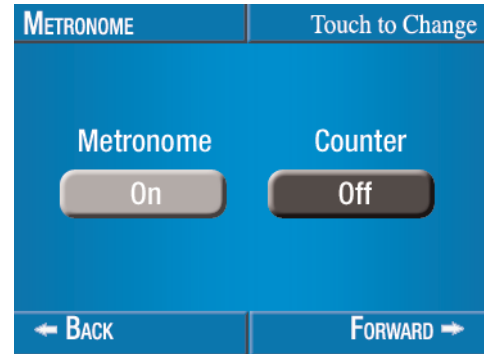 METRONOME Touch to Change
Metronome Counter
On Off
BACK FORWARD